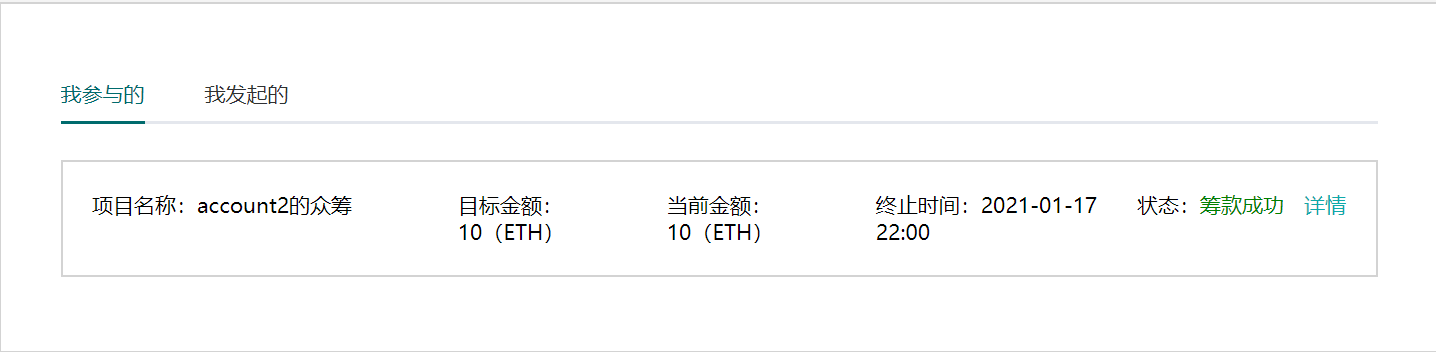 我参与的 我发起的
项目名称：account2的众筹 目标金额： 当前金额： 终止时间：2021-01-17 状态：筹款成功 详情
10（ETH） 10（ETH） 22:00